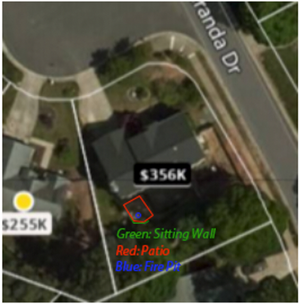 randa Dr
$356K
$255K
Green: Sitting Wall
Red: Patio
Blue: Fire Pit